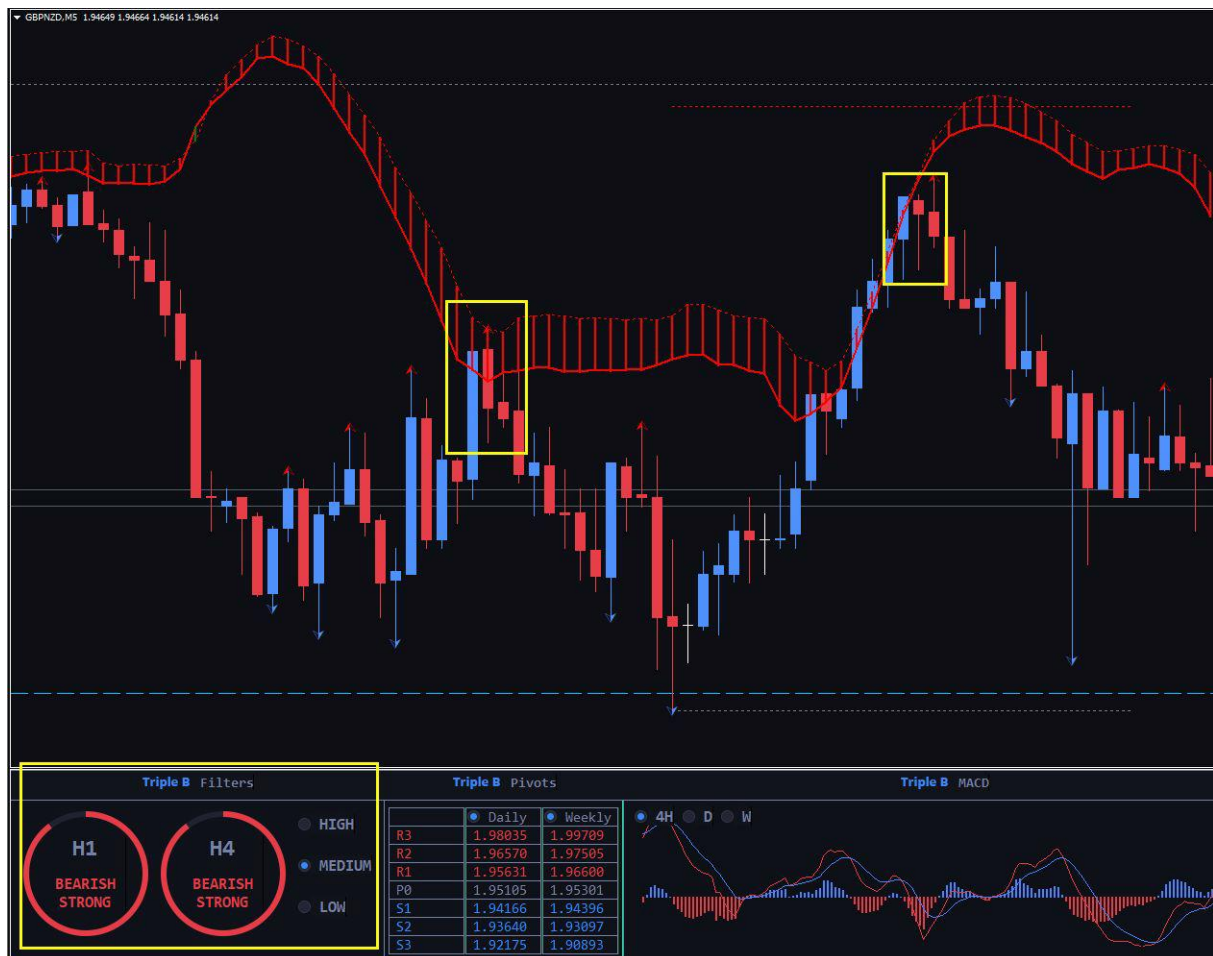 GBPNZD,M5 1.94649 1.94664 1.94614 1.94614
Triple B Filters
H1
BEARISH
STRONG
H4
BEARISH
STRONG
HIGH
MEDIUM
LOW
Triple B Pivots
Daily Weekly
R3 1.98035 1.99709
R2 1.96570 1.97505
R1 1.95631 1.96600
P0 1.95105 1.95301
S1 1.94166 1.94396
S2 1.93640 1.93097
S3 1.92175 1.90893
Triple B MACD
4H D W